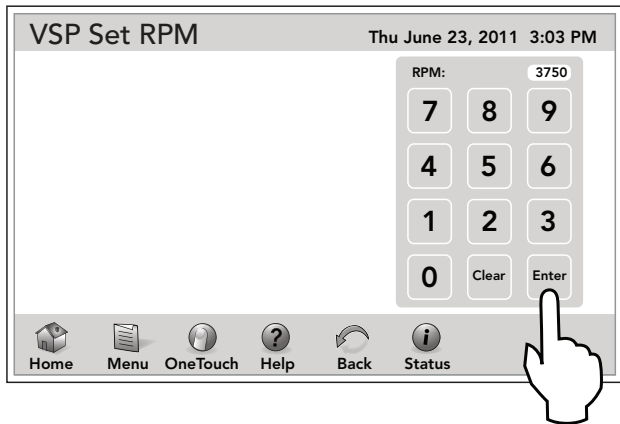 VSP Set RPM
Thu June 23, 2011 3:03 PM
RPM: 3750
7 8 9
4 5 6
1 2 3
0 Clear Enter
Home Menu OneTouch Help Back Status